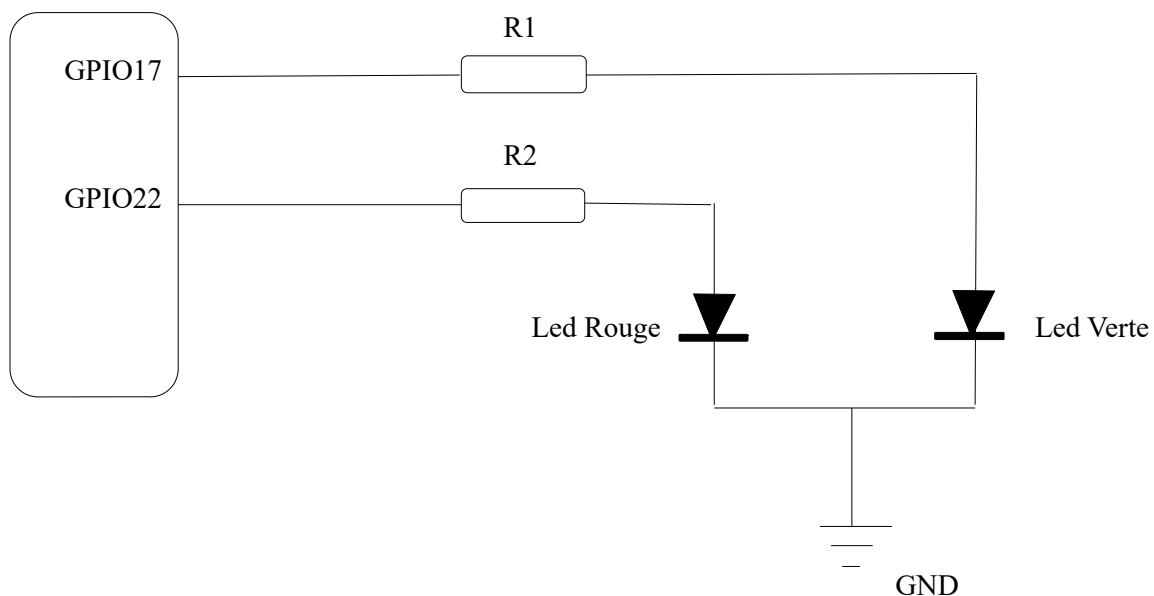 R1
GPIO17
R2
GPIO22
Led Rouge
Led Verte
GND